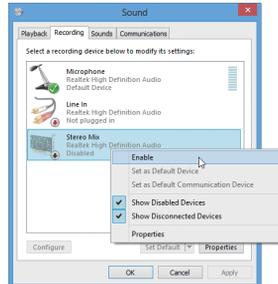 Sound
Playback Recording Sounds Communications
Select a recording device below to modify its settings:
Microphone
Realtek High Definition Audio
Default Device
Line In
Realtek High Definition Audio
Not plugged in
Stereo Mix
Realtek High Definition Audio
Disabled
Enable
Set as Default Device
Set as Default Communication Device
Show Disabled Devices
Show Disconnected Devices
Properties
Configure Set Default Properties
OK Cancel Apply